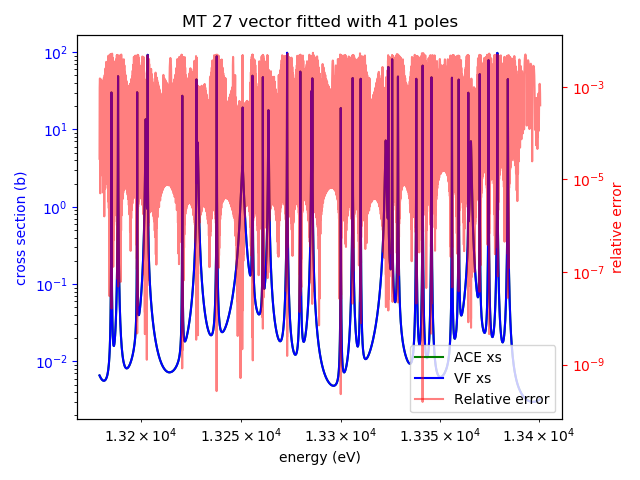 MT 27 vector fitted with 41 poles
10²
10¹
10⁰
10⁻¹
10⁻²
cross section (b)
10⁻³
10⁻⁵
10⁻⁷
10⁻⁹
relative error
ACE xs
VF xs
Relative error
1.32 × 10⁴ 1.325 × 10⁴ 1.33 × 10⁴ 1.335 × 10⁴ 1.34 × 10⁴
energy (eV)